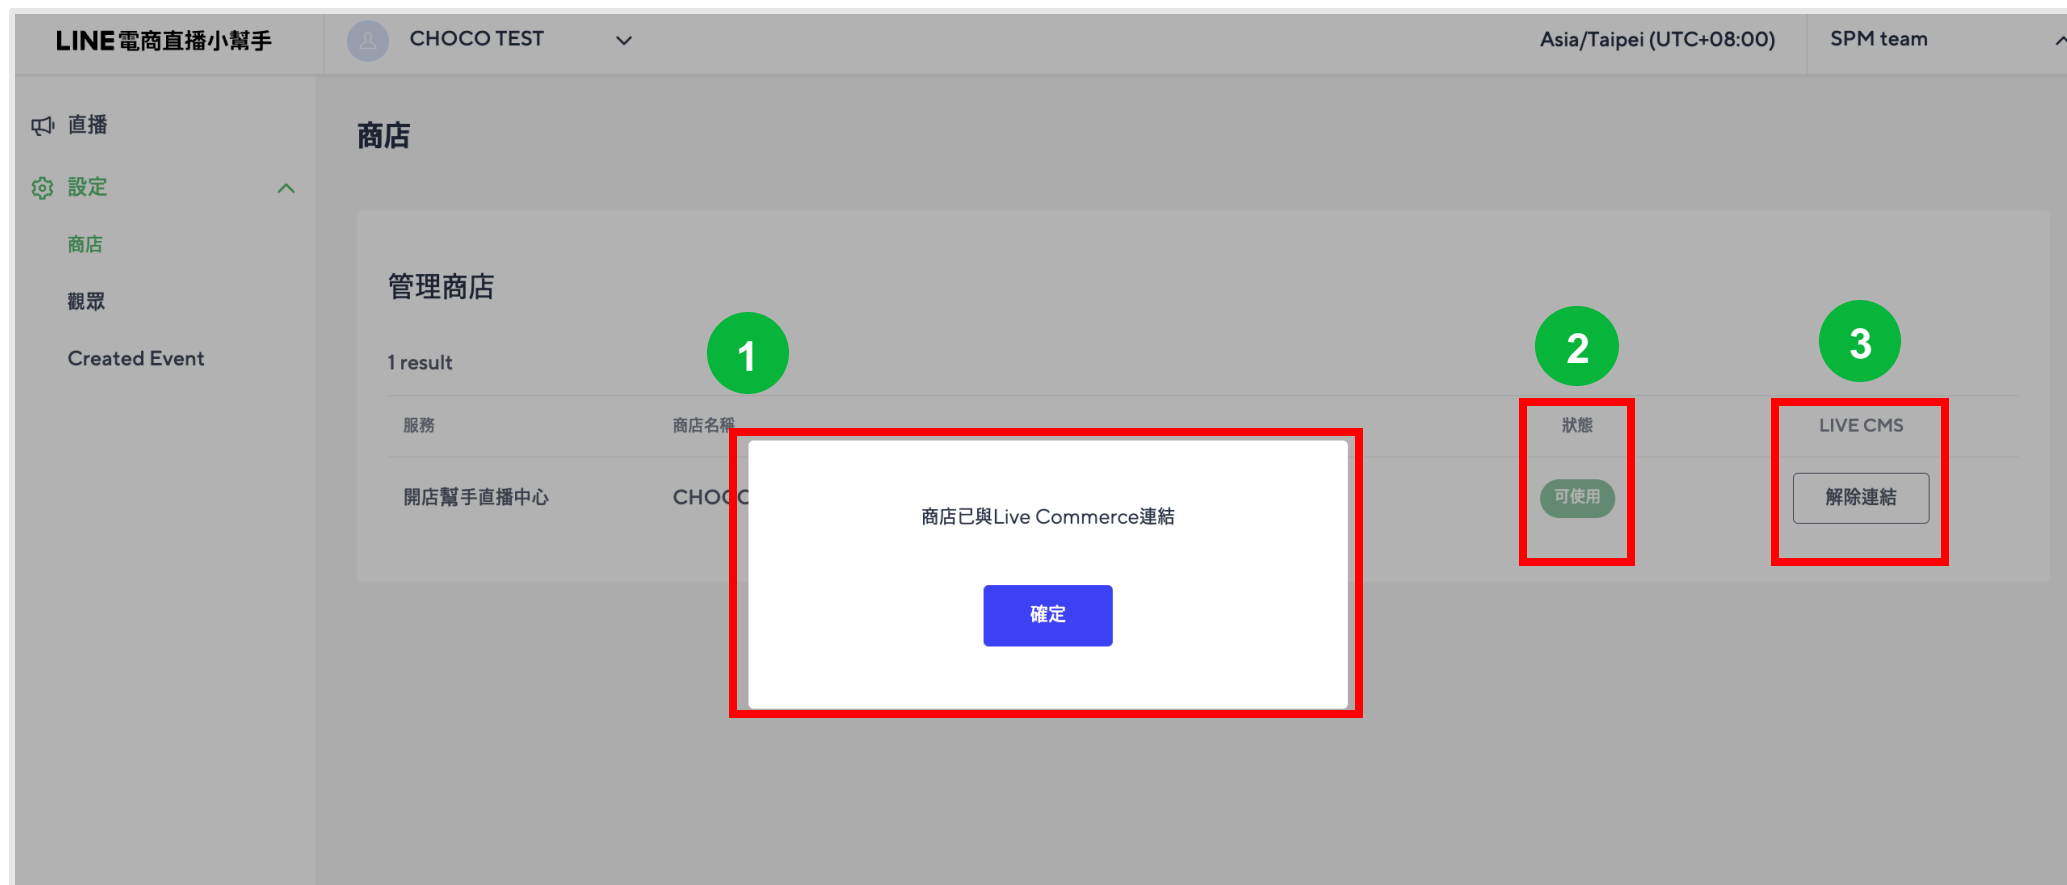 LINE電商直播小幫手
CHOCO TEST
Asia/Taipei (UTC+08:00)
SPM team
直播
設定
商店
觀眾
Created Event
商店
管理商店
1 result
1
2
3
服務
商店名稱
狀態
LIVE CMS
開店幫手直播中心
CHOCO
可使用
解除連結
商店已與Live Commerce連結
確定